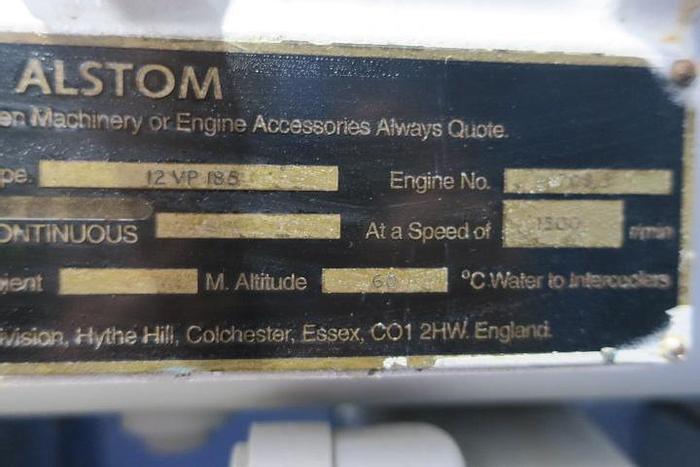 ALSTOM
en Machinery or Engine Accessories Always Quote.
pe. 12 VP 185 Engine No.
ONTINUOUS At a Speed of 1500 r/min
ient M. Altitude 60 °C. Water to Intercoolers
ivision, Hythe Hill, Colchester, Essex, CO1 2HW. England.